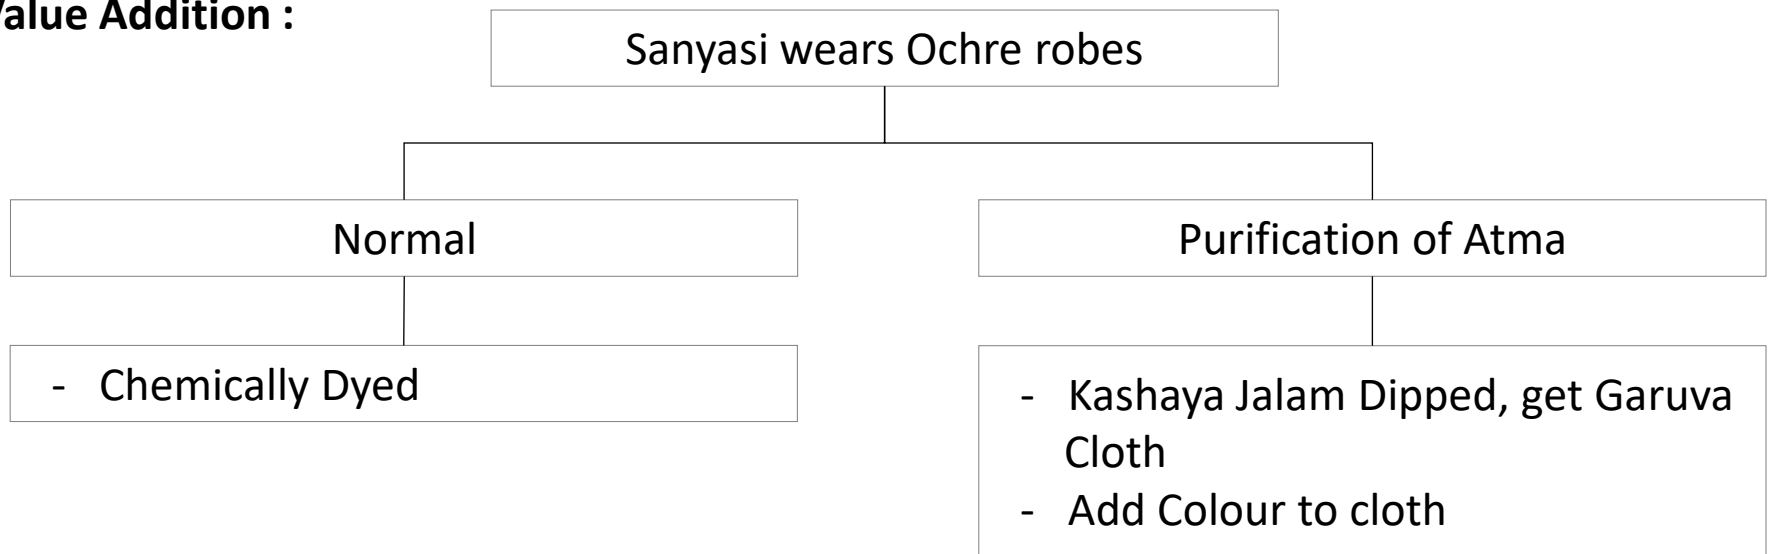 Value Addition :
Sanyasi wears Ochre robes
Normal
Purification of Atma
- Chemically Dyed
- Kashaya Jalam Dipped, get Garuva
Cloth
- Add Colour to cloth